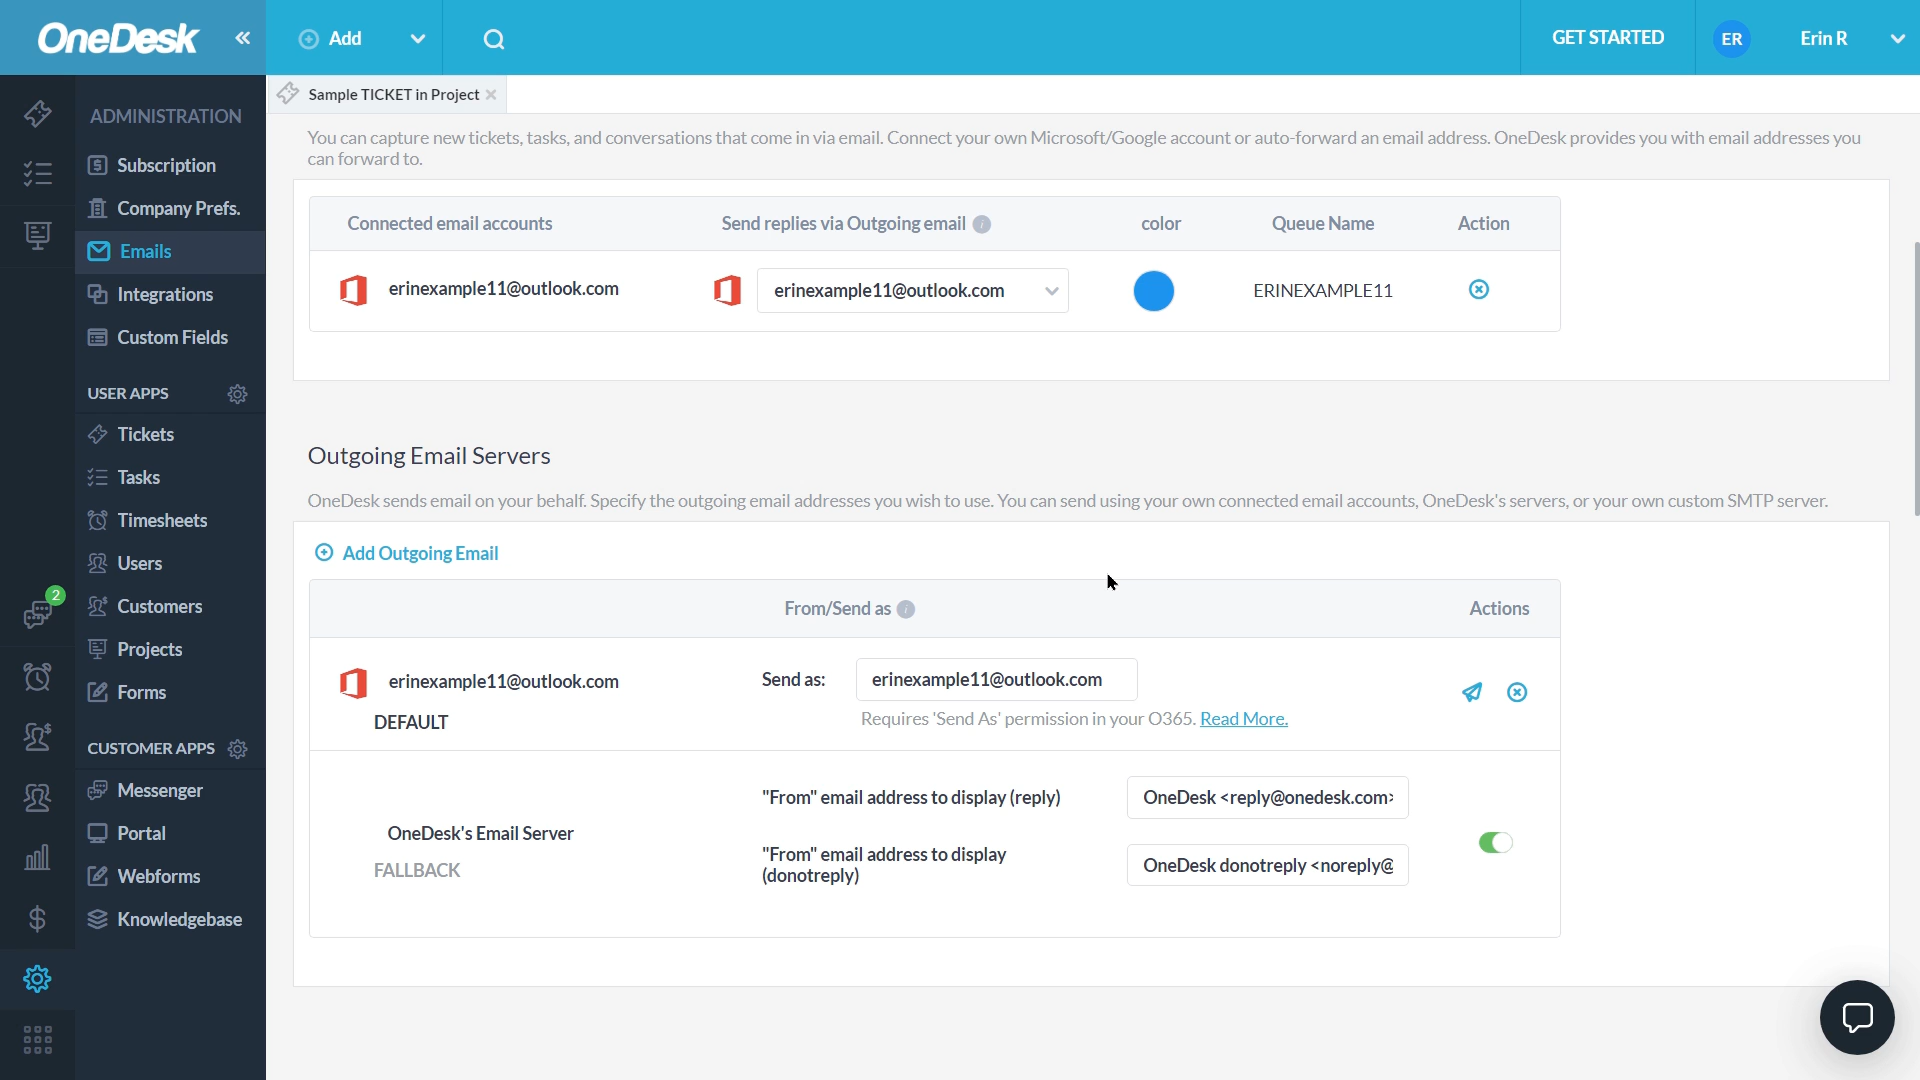 OneDesk
Add
GET STARTED
ER
Erin R
Sample TICKET in Project
ADMINISTRATION
Subscription
Company Prefs.
Emails
Integrations
Custom Fields
USER APPS
Tickets
Tasks
Timesheets
Users
Customers
Projects
Forms
CUSTOMER APPS
Messenger
Portal
Webforms
Knowledgebase
2
You can capture new tickets, tasks, and conversations that come in via email. Connect your own Microsoft/Google account or auto-forward an email address. OneDesk provides you with email addresses you
can forward to.
Connected email accounts
Send replies via Outgoing email
color
Queue Name
Action
erinexample11@outlook.com
erinexample11@outlook.com
ERINEXAMPLE11
Outgoing Email Servers
OneDesk sends email on your behalf. Specify the outgoing email addresses you wish to use. You can send using your own connected email accounts, OneDesk's servers, or your own custom SMTP server.
Add Outgoing Email
From/Send as
Actions
erinexample11@outlook.com
DEFAULT
Send as:
erinexample11@outlook.com
Requires 'Send As' permission in your O365. Read More.
OneDesk's Email Server
FALLBACK
"From" email address to display (reply)
OneDesk <reply@onedesk.com>
"From" email address to display
(donotreply)
OneDesk donotreply <noreply@